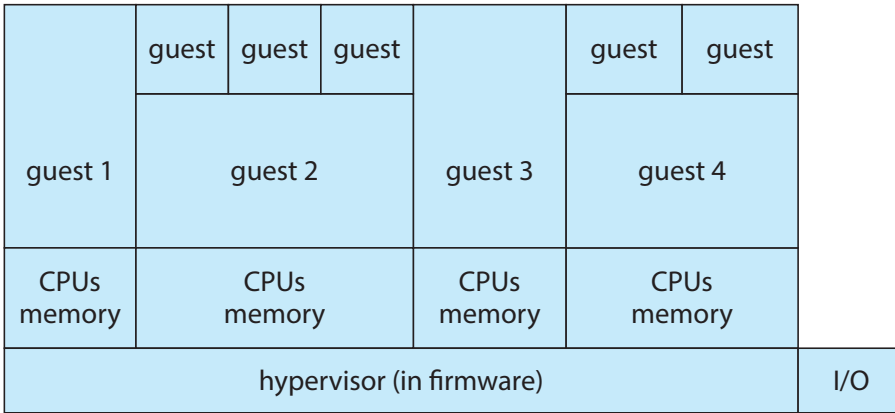 guest guest guest guest guest
guest 1 guest 2 guest 3 guest 4
CPUs CPUs CPUs CPUs
memory memory memory memory
hypervisor (in firmware) I/O